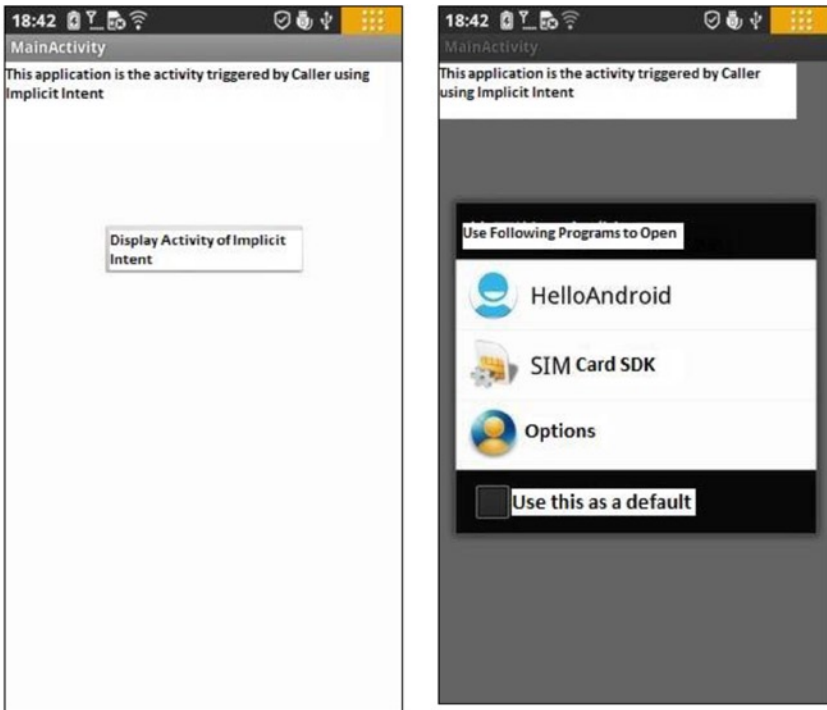 18:42
MainActivity
This application is the activity triggered by Caller using
Implicit Intent
Display Activity of Implicit
Intent
18:42
MainActivity
This application is the activity triggered by Caller
using Implicit Intent
Use Following Programs to Open
HelloAndroid
SIM Card SDK
Options
Use this as a default